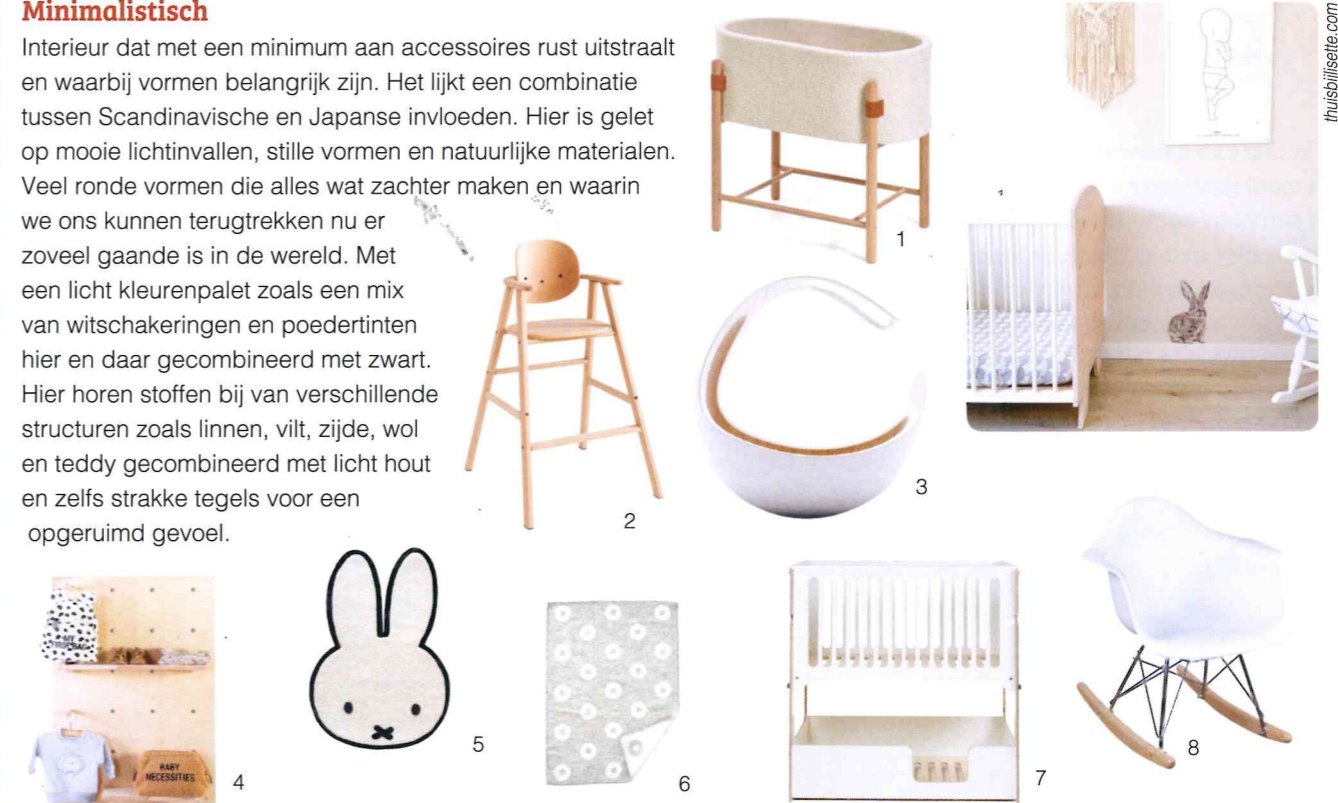 Minimalistisch
Interieur dat met een minimum aan accessoires rust uitstraalt
en waarbij vormen belangrijk zijn. Het lijkt een combinatie
tussen Scandinavische en Japanse invloeden. Hier is gelet
op mooie lichtinvallen, stille vormen en natuurlijke materialen.
Veel ronde vormen die alles wat zachter maken en waarin
we ons kunnen terugtrekken nu er
zoveel gaande is in de wereld. Met
een licht kleurenpalet zoals een mix
van witschakeringen en poedertinten
hier en daar gecombineerd met zwart.
Hier horen stoffen bij van verschillende
structuren zoals linnen, vilt, zijde, wol
en teddy gecombineerd met licht hout
en zelfs strakke tegels voor een
opgeruimd gevoel.
1
thuisbijlisette.com
2
3
MY
BAG
BABY
NECESSITIES
4
5
6
7
8